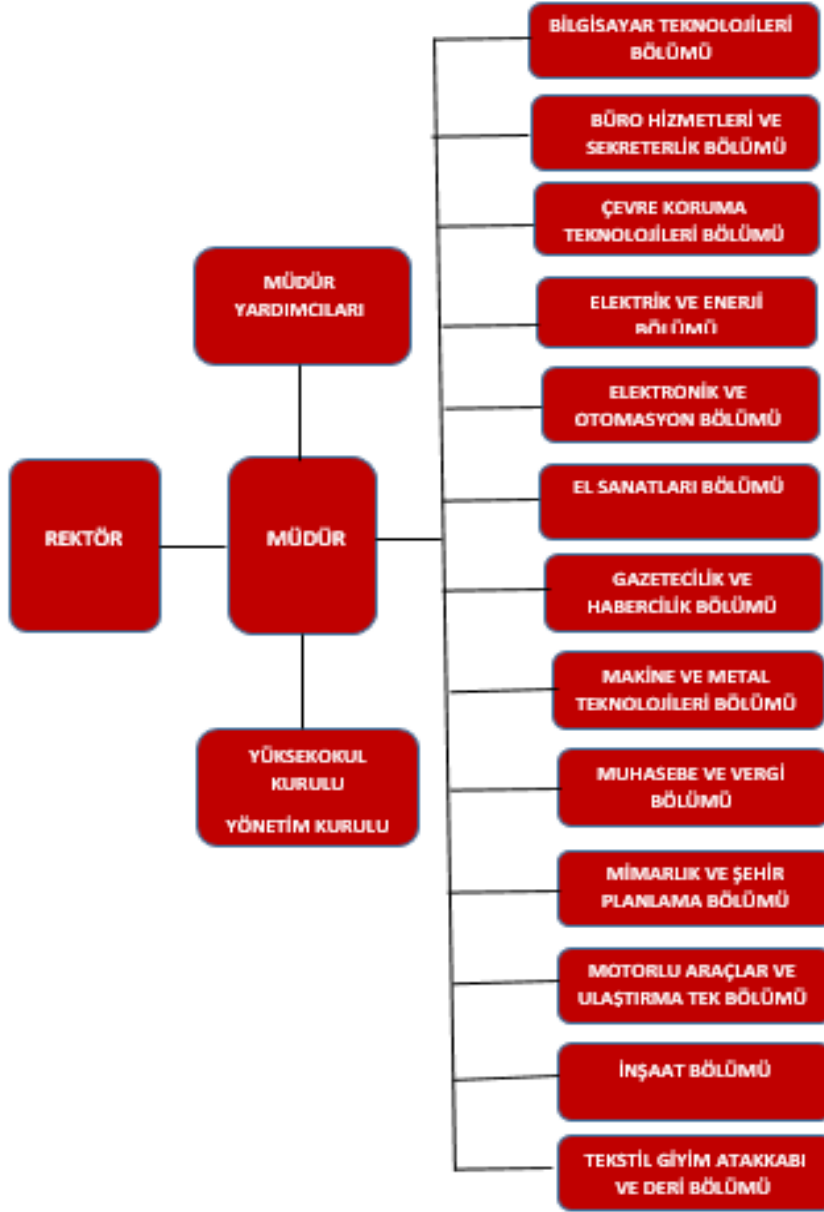 REKTÖR
MÜDÜR
YARDIMCILARI
MÜDÜR
YÜKSEKOKUL
KURULU
YÖNETİM KURULU
BİLGİSAYAR TEKNOLOJİLERİ
BÖLÜMÜ
BÜRO HİZMETLERİ VE
SEKRETERLİK BÖLÜMÜ
ÇEVRE KORUMA
TEKNOLOJİLERİ BÖLÜMÜ
ELEKTRİK VE ENERJİ
BÖLÜMÜ
ELEKTRONİK VE
OTOMASYON BÖLÜMÜ
EL SANATLARI BÖLÜMÜ
GAZETECİLİK VE
HABERCİLİK BÖLÜMÜ
MAKİNE VE METAL
TEKNOLOJİLERİ BÖLÜMÜ
MUHASEBE VE VERGİ
BÖLÜMÜ
MİMARLIK VE ŞEHİR
PLANLAMA BÖLÜMÜ
MOTORLU ARAÇLAR VE
ULAŞTIRMA TEK BÖLÜMÜ
İNŞAAT BÖLÜMÜ
TEKSTİL GİYİM ATAKKABI
VE DERİ BÖLÜMÜ